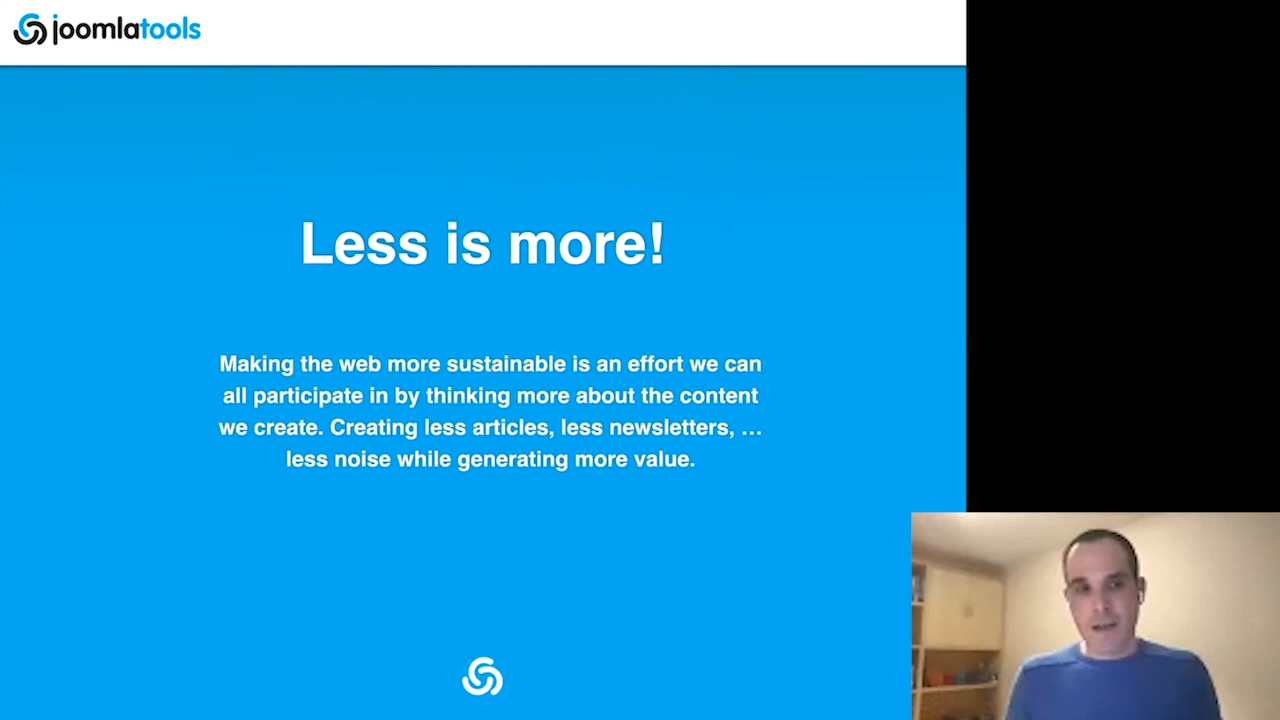 joomlatools
Less is more!
Making the web more sustainable is an effort we can
all participate in by thinking more about the content
we create. Creating less articles, less newsletters, …
less noise while generating more value.